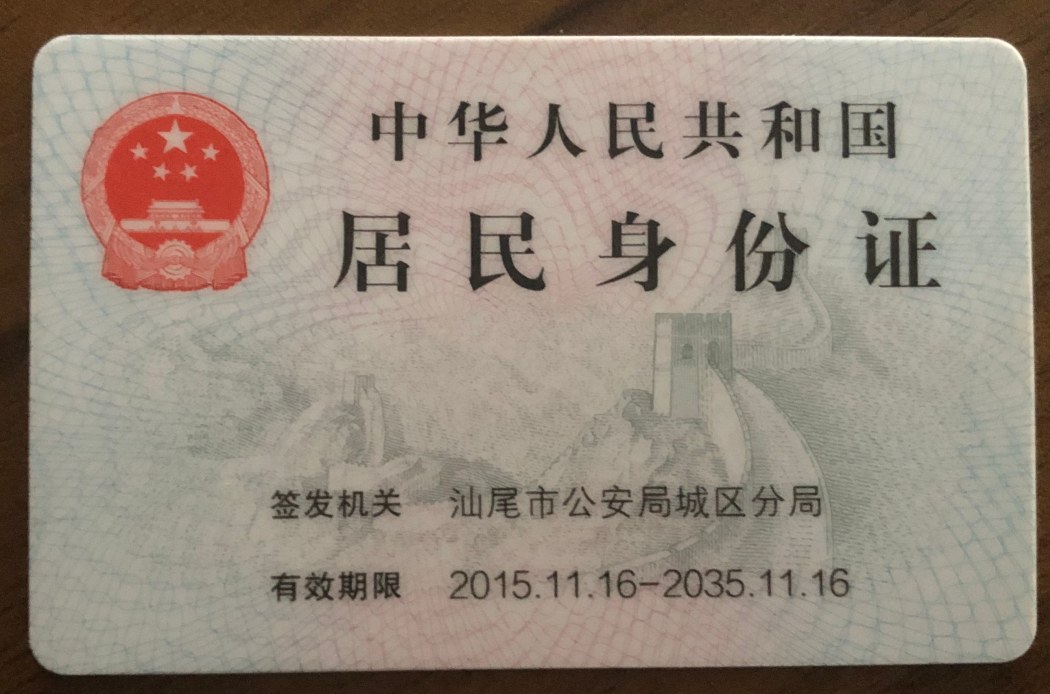 中华人民共和国
居民身份证
签发机关 汕尾市公安局城区分局
有效期限 2015.11.16-2035.11.16